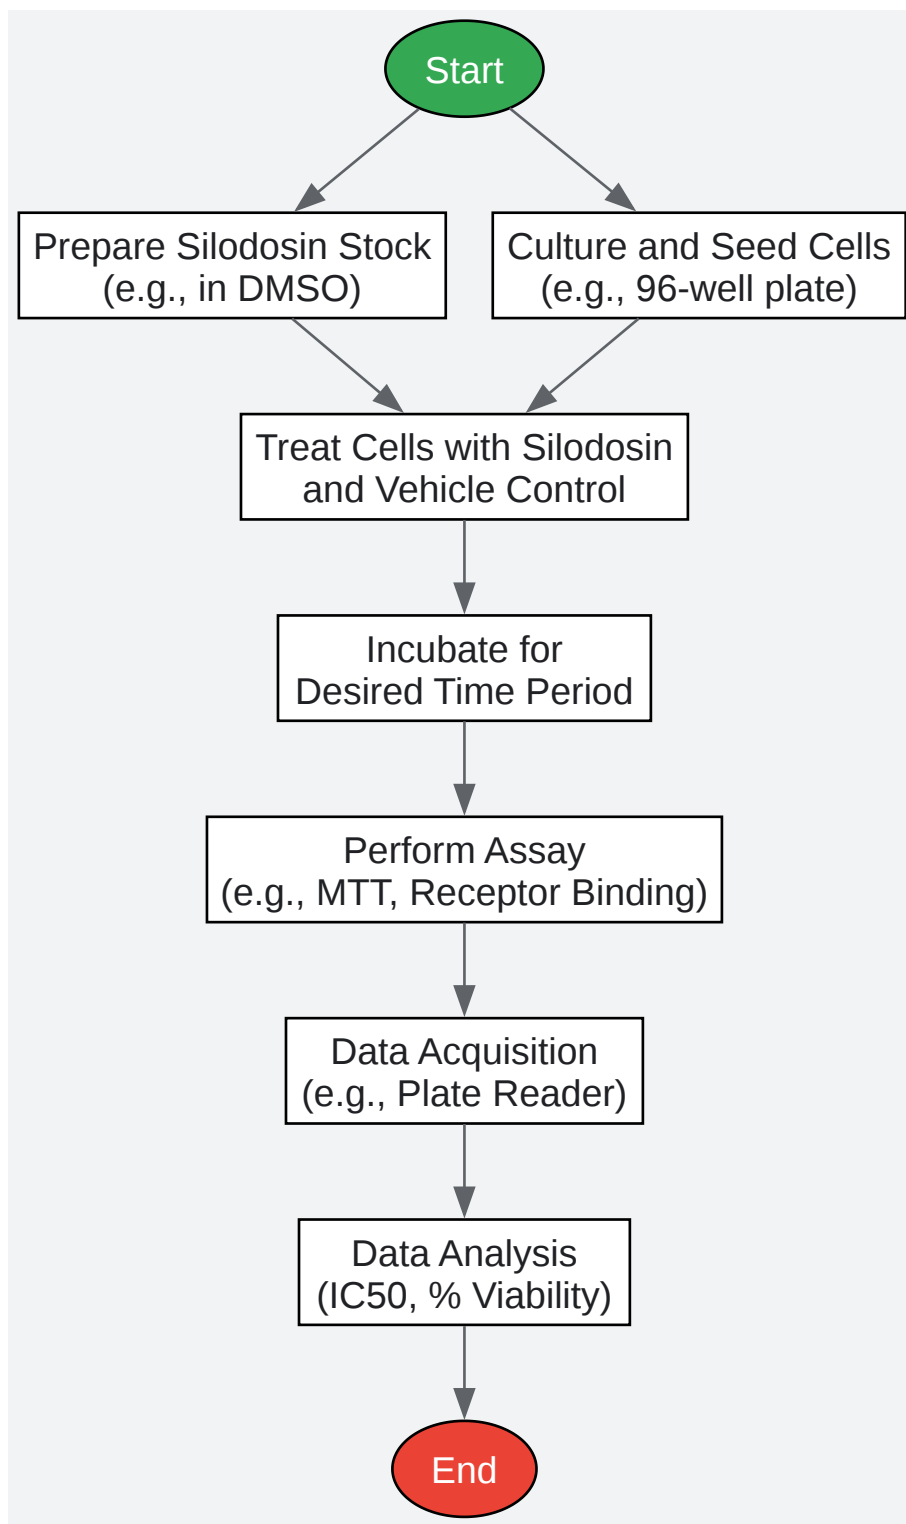 Start
Prepare Silodosin Stock
(e.g., in DMSO)
Culture and Seed Cells
(e.g., 96-well plate)
Treat Cells with Silodosin
and Vehicle Control
Incubate for
Desired Time Period
Perform Assay
(e.g., MTT, Receptor Binding)
Data Acquisition
(e.g., Plate Reader)
Data Analysis
(IC50, % Viability)
End